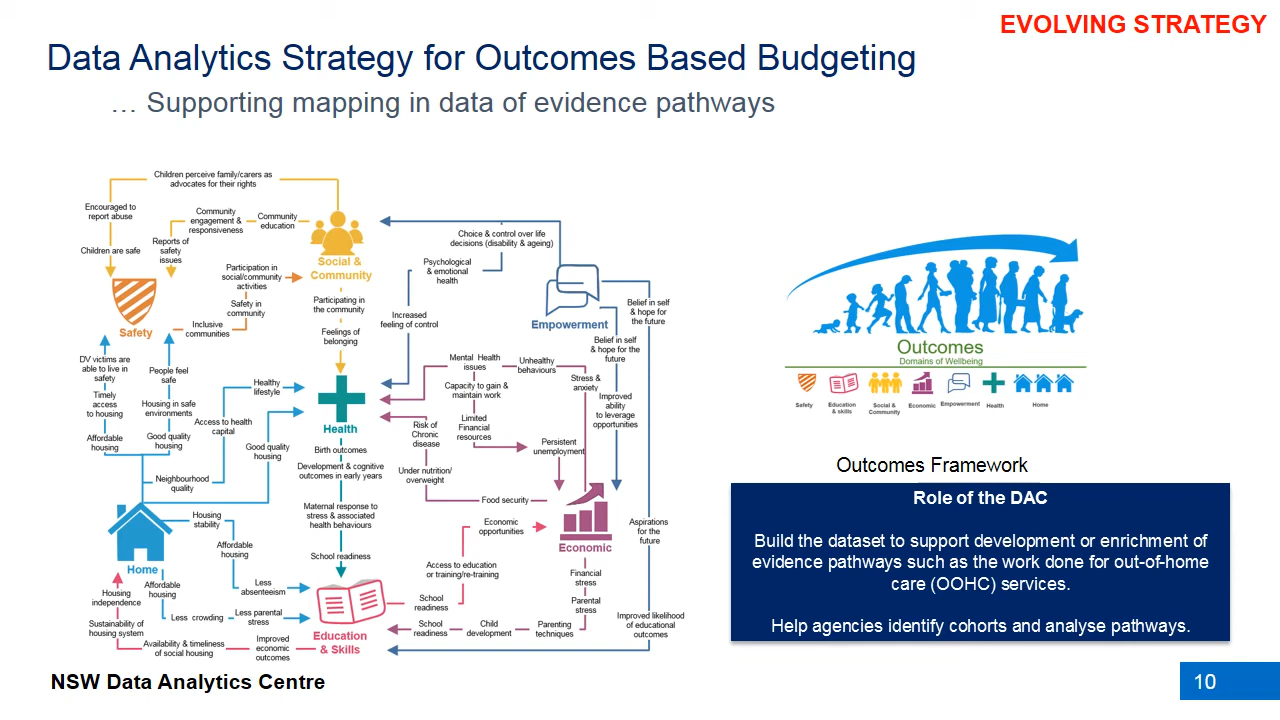 EVOLVING STRATEGY
Data Analytics Strategy for Outcomes Based Budgeting
… Supporting mapping in data of evidence pathways
Children perceive family/carers as
advocates for their rights
Encouraged to
report abuse
Children are safe
Community
engagement &
responsiveness
Community
education
Reports of
safety
issues
Social &
Community
Participation in
social/community
activities
Safety in
community
Inclusive
communities
Safety
Participating in
the community
Feelings of
belonging
Choice & control over life
decisions (disability & ageing)
Psychological
& emotional
health
Increased
feeling of control
Empowerment
Belief in self
& hope for
the future
Belief in self
& hope for the
future
DV victims are
able to live in
safety
Timely
access
to housing
Affordable
housing
People feel
safe
Housing in safe
environments
Good quality
housing
Healthy
lifestyle
Access to health
capital
Good quality
housing
Neighbourhood
quality
Health
Mental Health
issues
Unhealthy
behaviours
Stress &
anxiety
Capacity to gain &
maintain work
Limited
Financial
resources
Improved
ability
to leverage
opportunities
Risk of
Chronic
disease
Under nutrition/
overweight
Persistent
unemployment
Food security
Birth outcomes
Development & cognitive
outcomes in early years
Maternal response to
stress & associated
health behaviours
School readiness
Economic
opportunities
Economic
Aspirations
for the
future
Access to education
or training/re-training
School
readiness
Financial
stress
Parental
stress
Parenting
techniques
Child
development
School
readiness
Improved likelihood
of educational
outcomes
Home
Housing
stability
Affordable
housing
Less
absenteeism
Affordable
housing
Less crowding
Less parental
stress
Housing
independence
Sustainability of
housing system
Availability & timeliness
of social housing
Improved
economic
outcomes
Education
& Skills
Outcomes
Domains of Wellbeing
Safety
Education
& skills
Social &
Community
Economic
Empowerment
Health
Home
Outcomes Framework
Role of the DAC
Build the dataset to support development or enrichment of
evidence pathways such as the work done for out-of-home
care (OOHC) services.
Help agencies identify cohorts and analyse pathways.
NSW Data Analytics Centre
10